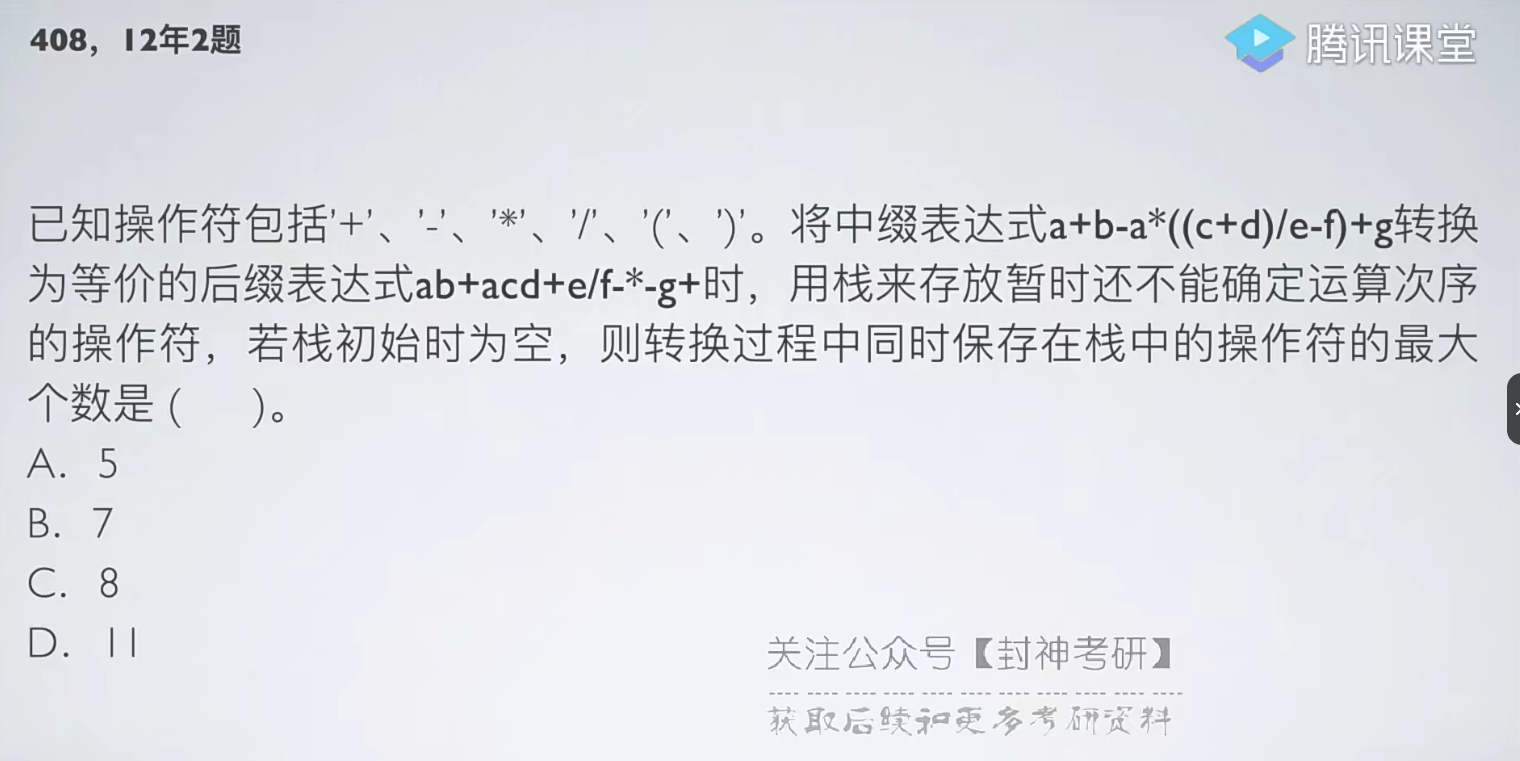 408，12年2题
腾讯课堂
已知操作符包括'+'、'-'、'*'、'/'、'('、')'。将中缀表达式a+b-a*((c+d)/e-f)+g转换
为等价的后缀表达式ab+acd+e/f-*-g+时，用栈来存放暂时还不能确定运算次序
的操作符，若栈初始时为空，则转换过程中同时保存在栈中的操作符的最大
个数是 (　　)。
A. 5
B. 7
C. 8
D. 11
关注公众号【封神考研】
获取后续和更多考研资料